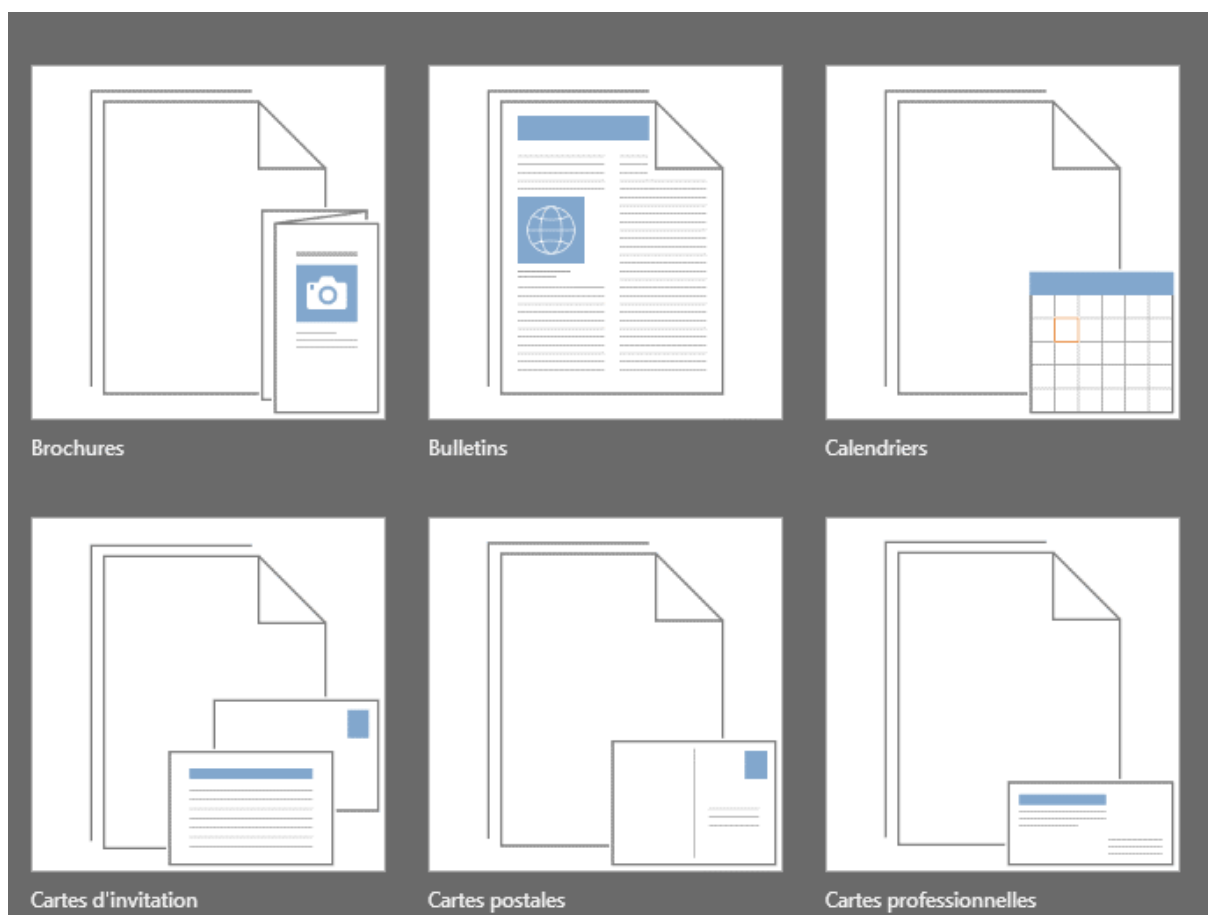 Brochures
Bulletins
Calendriers
Cartes d'invitation
Cartes postales
Cartes professionnelles